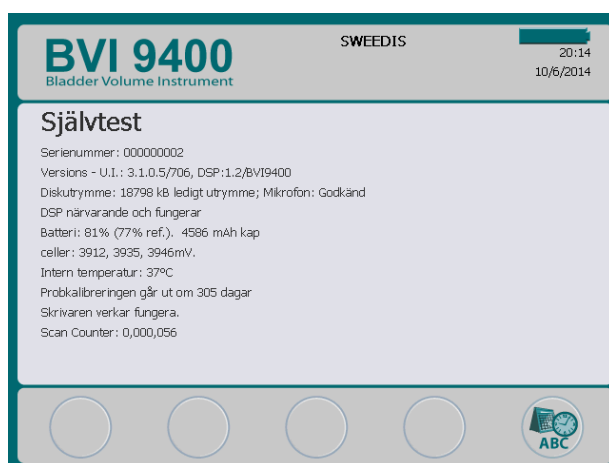 BVI 9400
Bladder Volume Instrument
SWEEDIS
20:14
10/6/2014
Självtest
Serienummer: 000000002
Versions - U.I.: 3.1.0.5/706, DSP:1.2/BVI9400
Diskutrymme: 18798 kB ledigt utrymme; Mikrofon: Godkänd
DSP närvarande och fungerar
Batteri: 81% (77% ref.). 4586 mAh kap
celler: 3912, 3935, 3946mV.
Intern temperatur: 37ºC
Probkalibreringen går ut om 305 dagar
Skrivaren verkar fungera.
Scan Counter: 0,000,056
ABC